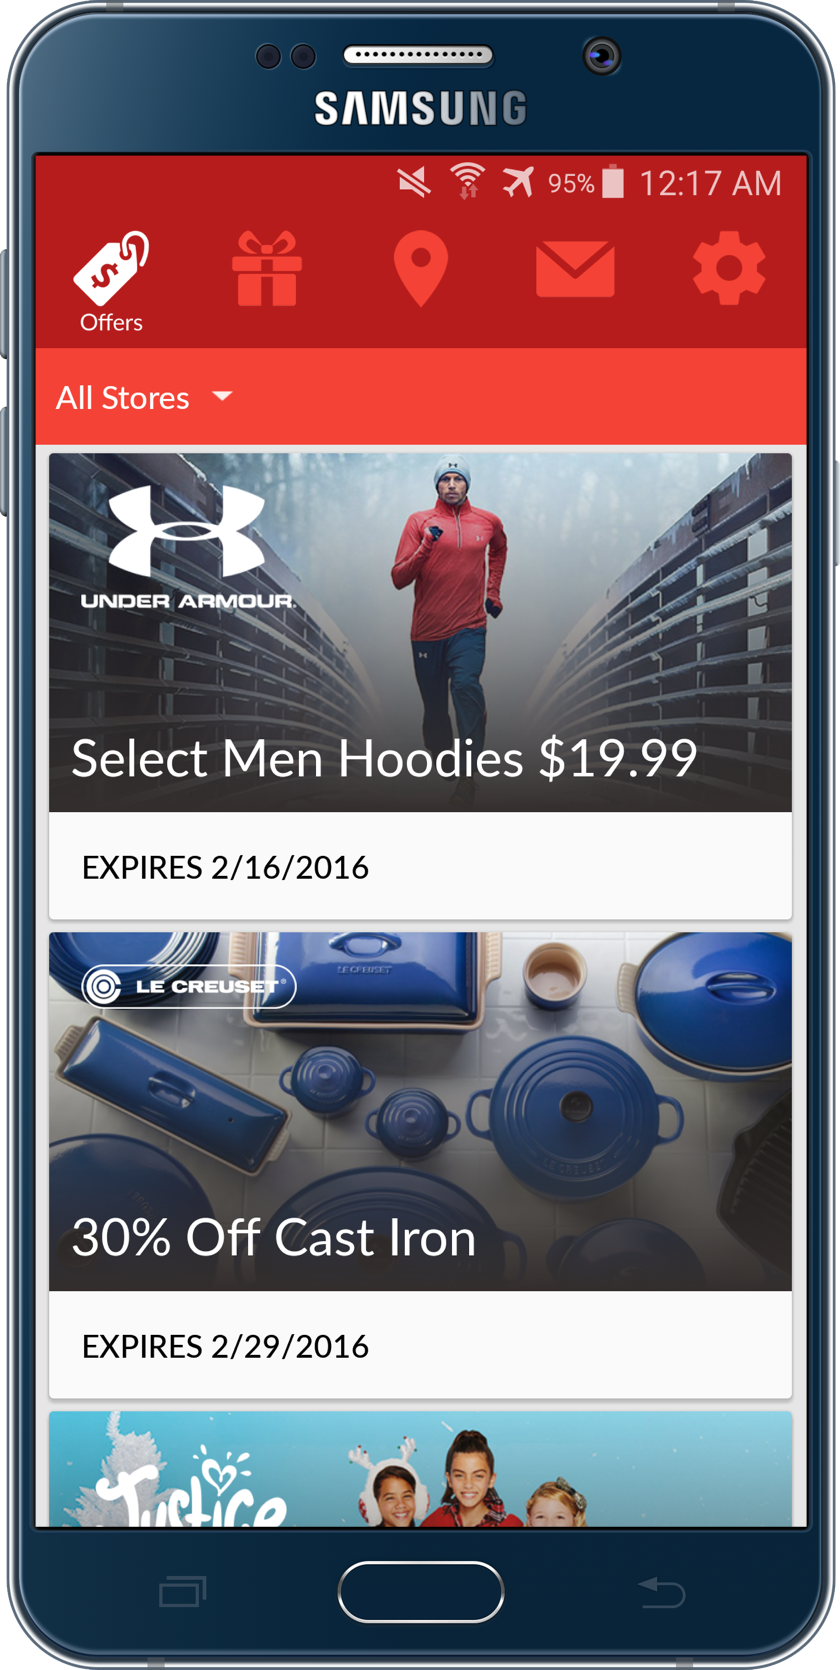 SAMSUNG
95% 12:17 AM
Offers
All Stores
UNDER ARMOUR
Select Men Hoodies $19.99
EXPIRES 2/16/2016
LE CREUSET
LE CREUSET®
30% Off Cast Iron
EXPIRES 2/29/2016
Justice